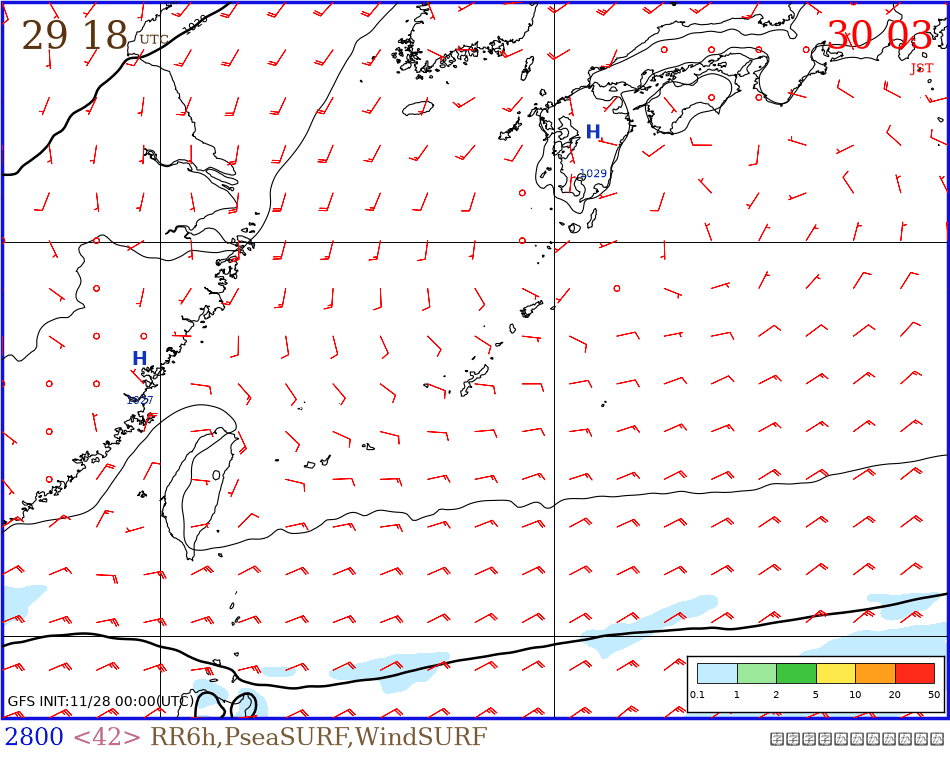 29 18 UTC
30 03
JST
1020
H
1029
H
1027
GFS INIT:11/28 00:00(UTC)
0.1 1 2 5 10 20 50
2800 <42> RR6h,PseaSURF,WindSURF